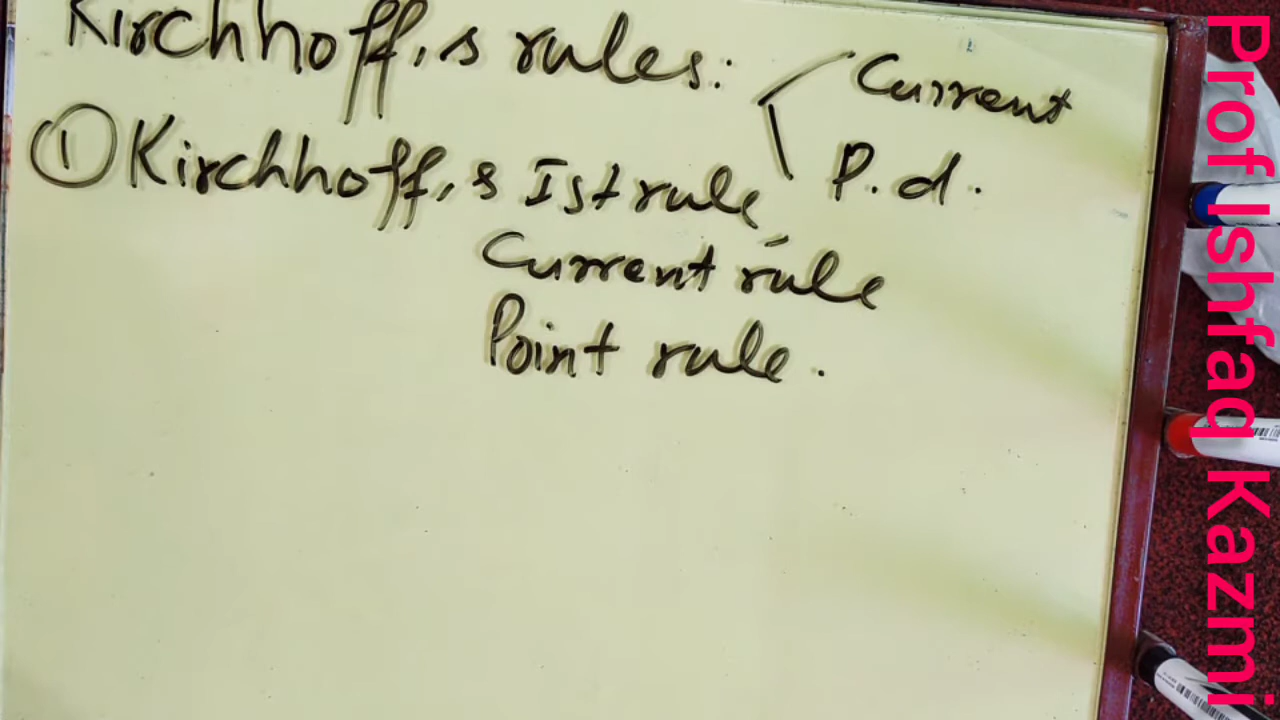 Kirchhoff,s rules: Current
P.d.
① Kirchhoff,s Ist rule,
Current rule
Point rule.
Prof Ishfaq Kazmi